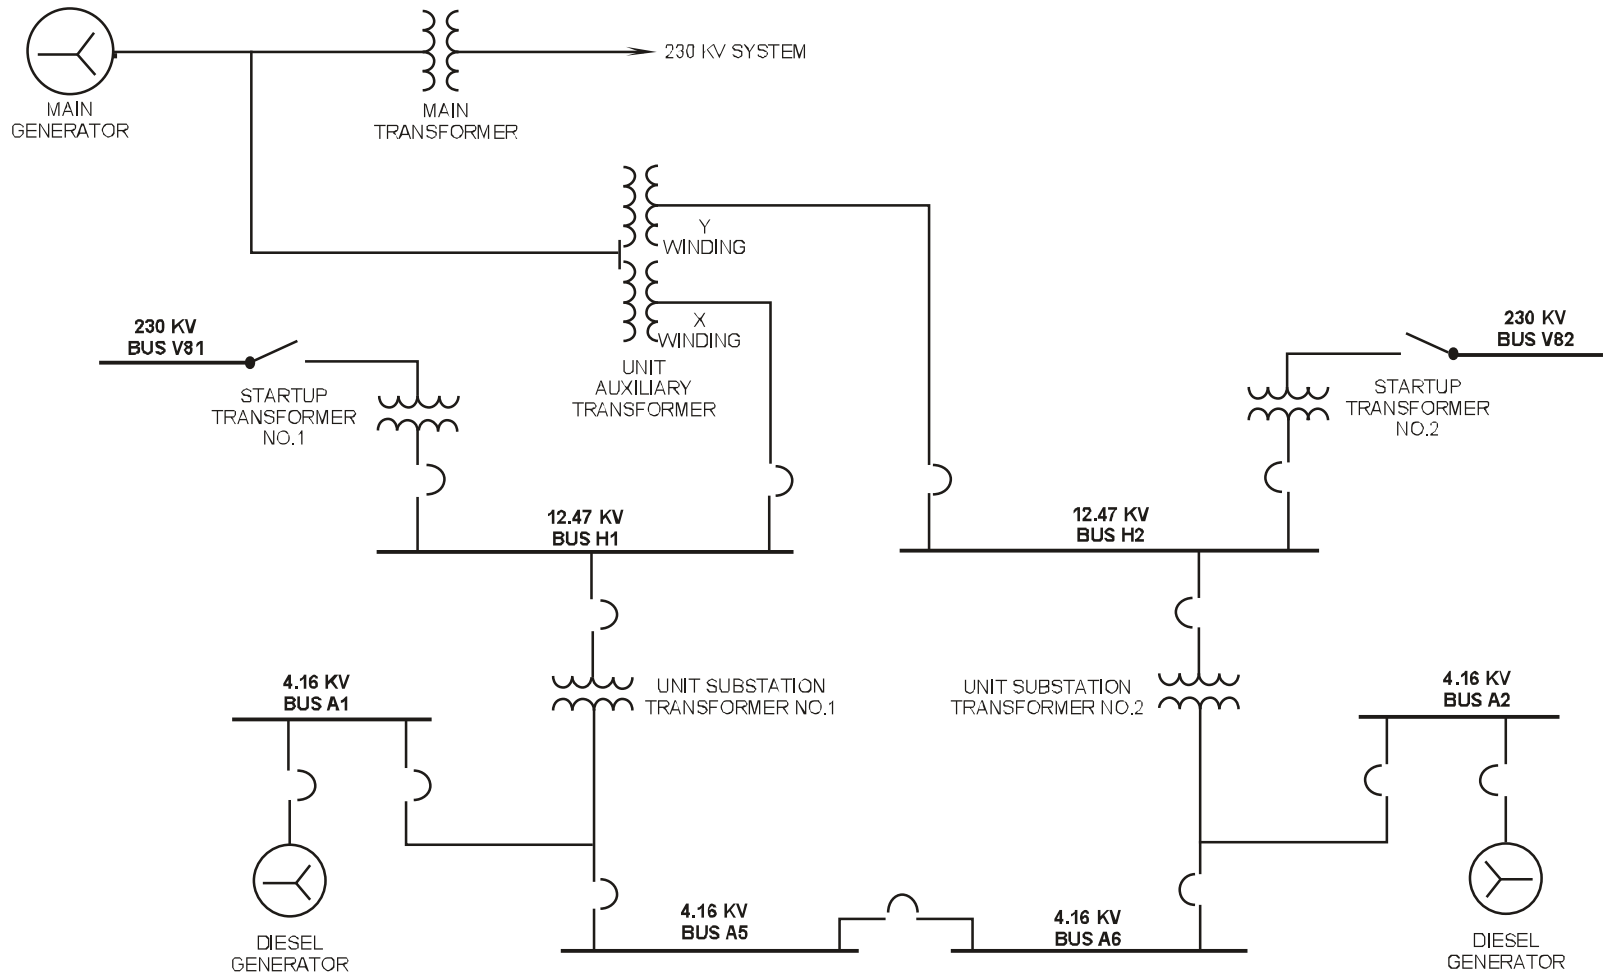 230 KV SYSTEM
MAIN
GENERATOR
MAIN
TRANSFORMER
Y
WINDING
X
WINDING
UNIT
AUXILIARY
TRANSFORMER
230 KV
BUS V81
STARTUP
TRANSFORMER
NO.1
230 KV
BUS V82
STARTUP
TRANSFORMER
NO.2
12.47 KV
BUS H1
12.47 KV
BUS H2
4.16 KV
BUS A1
UNIT SUBSTATION
TRANSFORMER NO.1
UNIT SUBSTATION
TRANSFORMER NO.2
4.16 KV
BUS A2
DIESEL
GENERATOR
4.16 KV
BUS A5
4.16 KV
BUS A6
DIESEL
GENERATOR